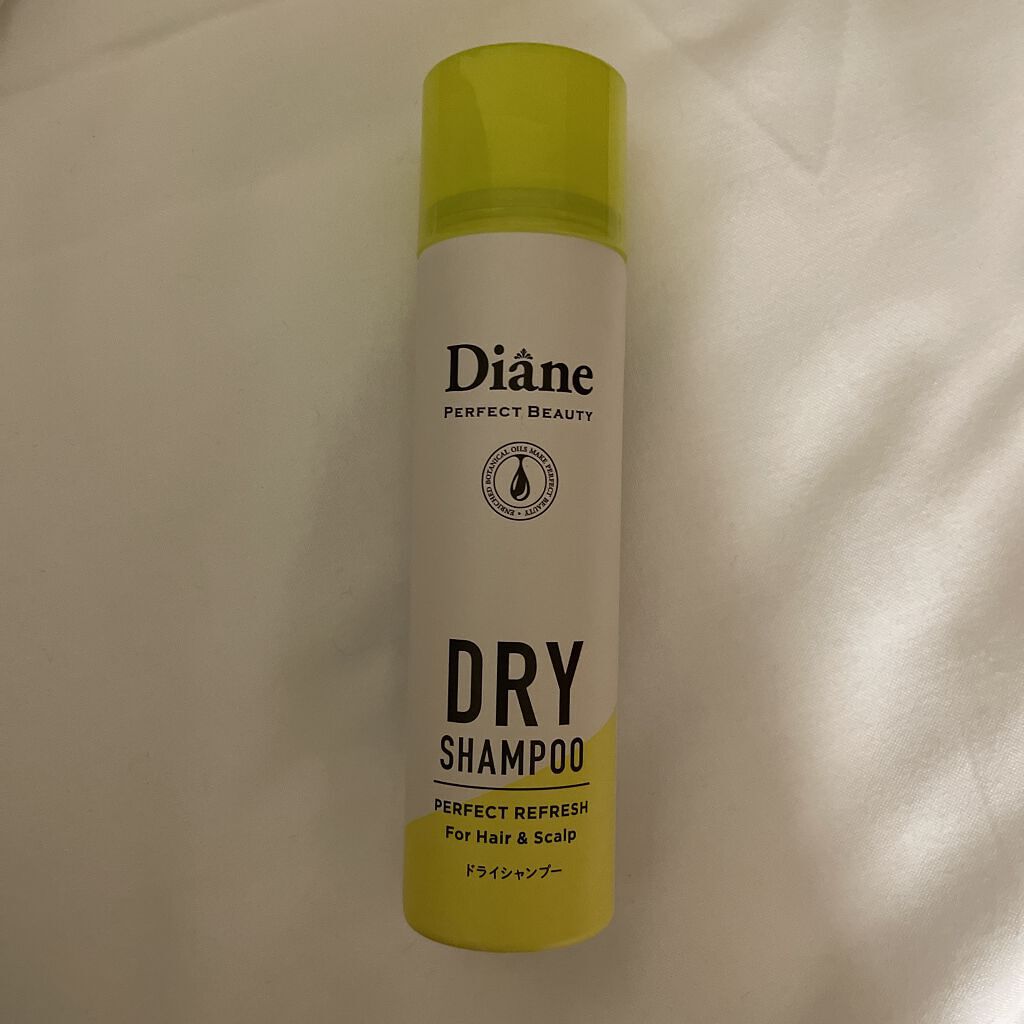 Diane
PERFECT BEAUTY
ENRICHED BOTANICAL OILS MAKE PERFECT BEAUTY •
DRY
SHAMPOO
PERFECT REFRESH
For Hair & Scalp
ドライシャンプー